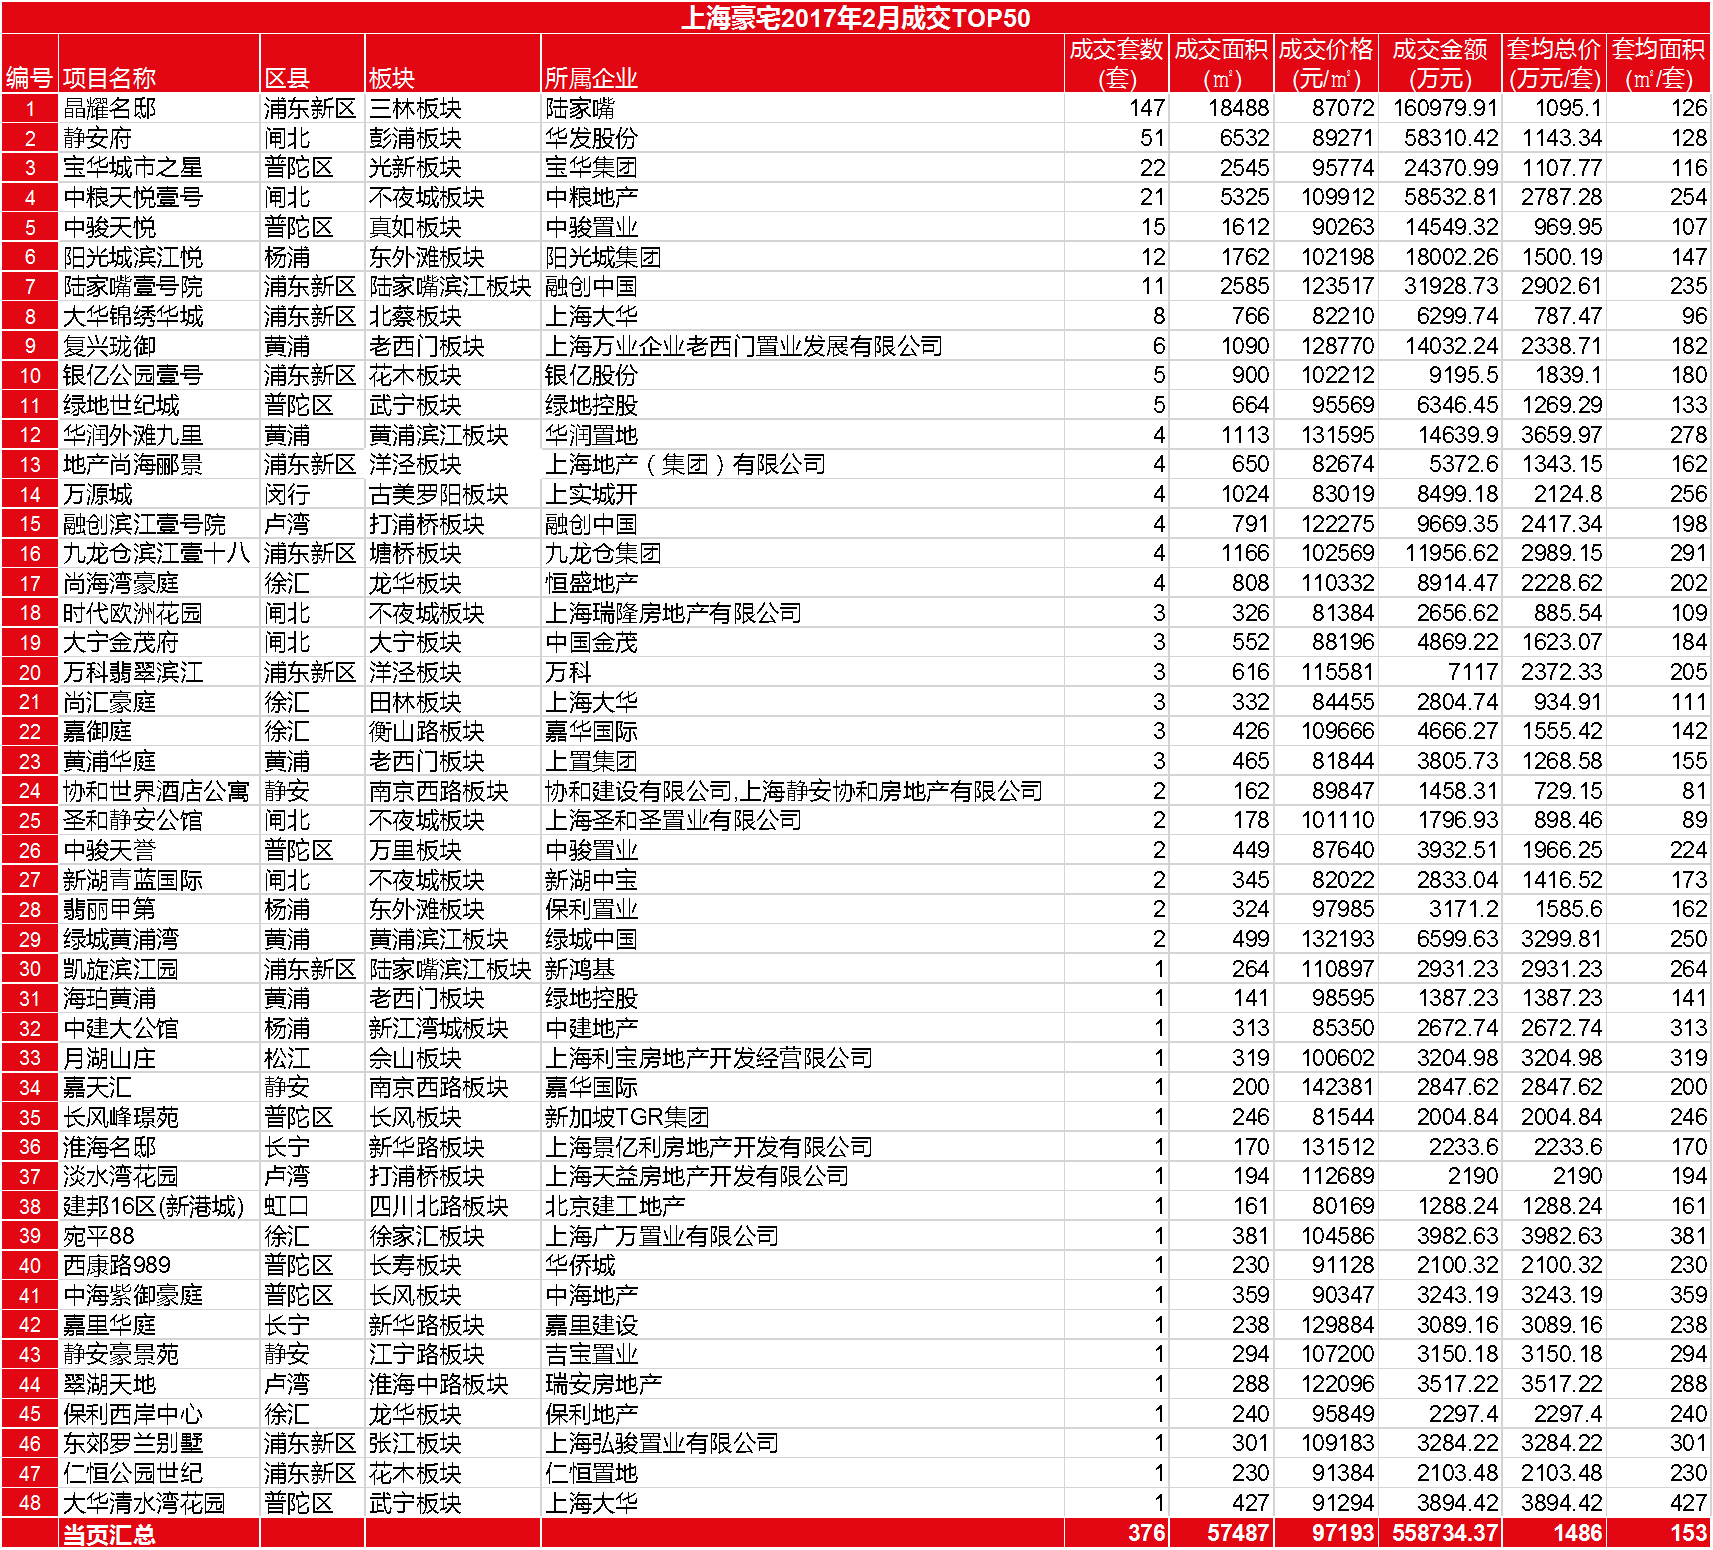 上海豪宅2017年2月成交TOP50
编号 项目名称 区县 板块 所属企业 成交套数(套) 成交面积(㎡) 成交价格(元/㎡) 成交金额(万元) 套均总价(万元/套) 套均面积(㎡/套)
1 晶耀名邸 浦东新区 三林板块 陆家嘴 147 18488 87072 160979.91 1095.1 126
2 静安府 闸北 彭浦板块 华发股份 51 6532 89271 58310.42 1143.34 128
3 宝华城市之星 普陀区 光新板块 宝华集团 22 2545 95774 24370.99 1107.77 116
4 中粮天悦壹号 闸北 不夜城板块 中粮地产 21 5325 109912 58532.81 2787.28 254
5 中骏天悦 普陀区 真如板块 中骏置业 15 1612 90263 14549.32 969.95 107
6 阳光城滨江悦 杨浦 东外滩板块 阳光城集团 12 1762 102198 18002.26 1500.19 147
7 陆家嘴壹号院 浦东新区 陆家嘴滨江板块 融创中国 11 2585 123517 31928.73 2902.61 235
8 大华锦绣华城 浦东新区 北蔡板块 上海大华 8 766 82210 6299.74 787.47 96
9 复兴珑御 黄浦 老西门板块 上海万业企业老西门置业发展有限公司 6 1090 128770 14032.24 2338.71 182
10 银亿公园壹号 浦东新区 花木板块 银亿股份 5 900 102212 9195.5 1839.1 180
11 绿地世纪城 普陀区 武宁板块 绿地控股 5 664 95569 6346.45 1269.29 133
12 华润外滩九里 黄浦 黄浦滨江板块 华润置地 4 1113 131595 14639.9 3659.97 278
13 地产尚海郦景 浦东新区 洋泾板块 上海地产（集团）有限公司 4 650 82674 5372.6 1343.15 162
14 万源城 闵行 古美罗阳板块 上实城开 4 1024 83019 8499.18 2124.8 256
15 融创滨江壹号院 卢湾 打浦桥板块 融创中国 4 791 122275 9669.35 2417.34 198
16 九龙仓滨江壹十八 浦东新区 塘桥板块 九龙仓集团 4 1166 102569 11956.62 2989.15 291
17 尚海湾豪庭 徐汇 龙华板块 恒盛地产 4 808 110332 8914.47 2228.62 202
18 时代欧洲花园 闸北 不夜城板块 上海瑞隆房地产有限公司 3 326 81384 2656.62 885.54 109
19 大宁金茂府 闸北 大宁板块 中国金茂 3 552 88196 4869.22 1623.07 184
20 万科翡翠滨江 浦东新区 洋泾板块 万科 3 616 115581 7117 2372.33 205
21 尚汇豪庭 徐汇 田林板块 上海大华 3 332 84455 2804.74 934.91 111
22 嘉御庭 徐汇 衡山路板块 嘉华国际 3 426 109666 4666.27 1555.42 142
23 黄浦华庭 黄浦 老西门板块 上置集团 3 465 81844 3805.73 1268.58 155
24 协和世界酒店公寓 静安 南京西路板块 协和建设有限公司,上海静安协和房地产有限公司 2 162 89847 1458.31 729.15 81
25 圣和静安公馆 闸北 不夜城板块 上海圣和圣置业有限公司 2 178 101110 1796.93 898.46 89
26 中骏天誉 普陀区 万里板块 中骏置业 2 449 87640 3932.51 1966.25 224
27 新湖青蓝国际 闸北 不夜城板块 新湖中宝 2 345 82022 2833.04 1416.52 173
28 翡丽甲第 杨浦 东外滩板块 保利置业 2 324 97985 3171.2 1585.6 162
29 绿城黄浦湾 黄浦 黄浦滨江板块 绿城中国 2 499 132193 6599.63 3299.81 250
30 凯旋滨江园 浦东新区 陆家嘴滨江板块 新鸿基 1 264 110897 2931.23 2931.23 264
31 海珀黄浦 黄浦 老西门板块 绿地控股 1 141 98595 1387.23 1387.23 141
32 中建大公馆 杨浦 新江湾城板块 中建地产 1 313 85350 2672.74 2672.74 313
33 月湖山庄 松江 佘山板块 上海利宝房地产开发经营限公司 1 319 100602 3204.98 3204.98 319
34 嘉天汇 静安 南京西路板块 嘉华国际 1 200 142381 2847.62 2847.62 200
35 长风峰璟苑 普陀区 长风板块 新加坡TGR集团 1 246 81544 2004.84 2004.84 246
36 淮海名邸 长宁 新华路板块 上海景亿利房地产开发有限公司 1 170 131512 2233.6 2233.6 170
37 淡水湾花园 卢湾 打浦桥板块 上海天益房地产开发有限公司 1 194 112689 2190 2190 194
38 建邦16区(新港城) 虹口 四川北路板块 北京建工地产 1 161 80169 1288.24 1288.24 161
39 宛平88 徐汇 徐家汇板块 上海广万置业有限公司 1 381 104586 3982.63 3982.63 381
40 西康路989 普陀区 长寿板块 华侨城 1 230 91128 2100.32 2100.32 230
41 中海紫御豪庭 普陀区 长风板块 中海地产 1 359 90347 3243.19 3243.19 359
42 嘉里华庭 长宁 新华路板块 嘉里建设 1 238 129884 3089.16 3089.16 238
43 静安豪景苑 静安 江宁路板块 吉宝置业 1 294 107200 3150.18 3150.18 294
44 翠湖天地 卢湾 淮海中路板块 瑞安房地产 1 288 122096 3517.22 3517.22 288
45 保利西岸中心 徐汇 龙华板块 保利地产 1 240 95849 2297.4 2297.4 240
46 东郊罗兰别墅 浦东新区 张江板块 上海弘骏置业有限公司 1 301 109183 3284.22 3284.22 301
47 仁恒公园世纪 浦东新区 花木板块 仁恒置地 1 230 91384 2103.48 2103.48 230
48 大华清水湾花园 普陀区 武宁板块 上海大华 1 427 91294 3894.42 3894.42 427
当页汇总 376 57487 97193 558734.37 1486 153